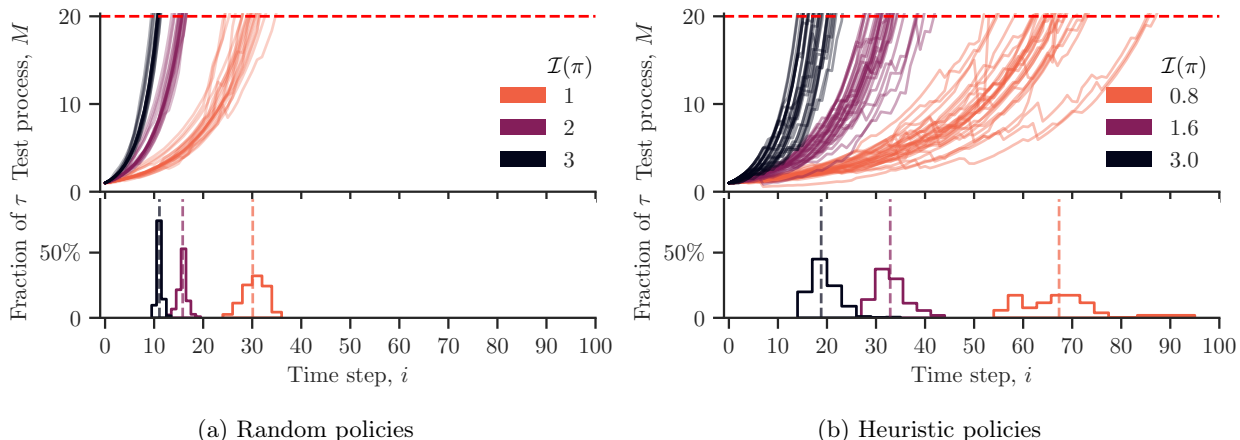 20
10
0
Test process, M
I(π)
1
2
3
50%
0
Fraction of τ
0 10 20 30 40 50 60 70 80 90 100
Time step, i
(a) Random policies
20
10
0
Test process, M
I(π)
0.8
1.6
3.0
50%
0
Fraction of τ
0 10 20 30 40 50 60 70 80 90 100
Time step, i
(b) Heuristic policies